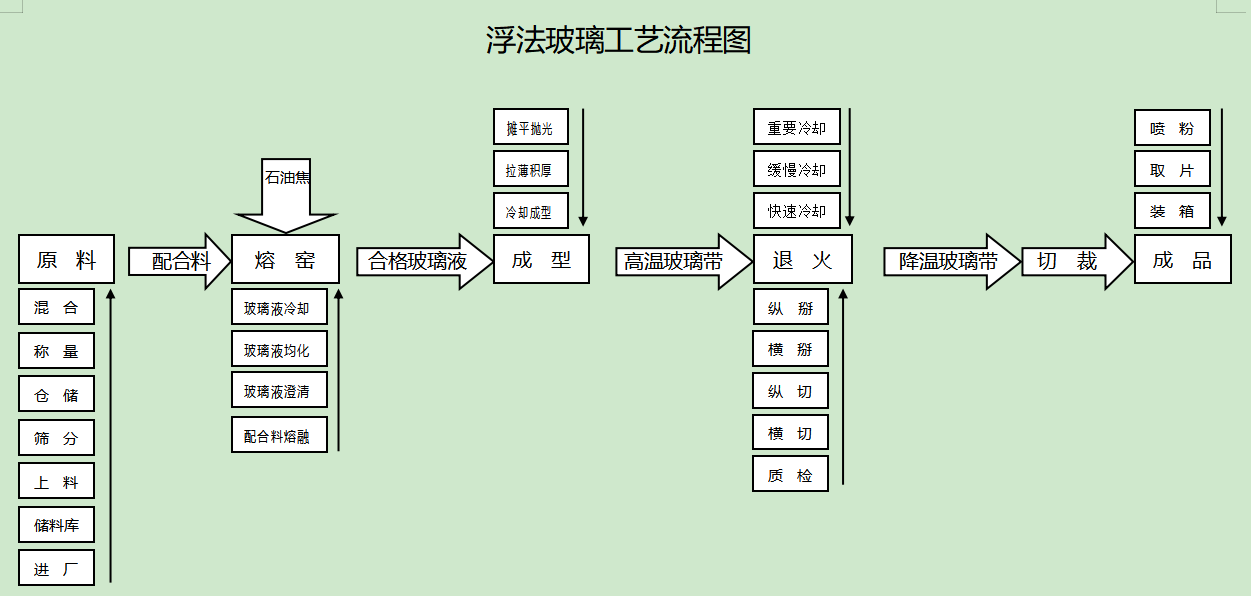 浮法玻璃工艺流程图
摊平抛光
拉薄积厚
冷却成型
重要冷却
缓慢冷却
快速冷却
喷 粉
取 片
装 箱
石油焦
原 料
配合料
熔 窑
合格玻璃液
成 型
高温玻璃带
退 火
降温玻璃带
切 裁
成 品
混 合
称 量
仓 储
筛 分
上 料
储料库
进 厂
玻璃液冷却
玻璃液均化
玻璃液澄清
配合料熔融
纵 掰
横 掰
纵 切
横 切
质 检